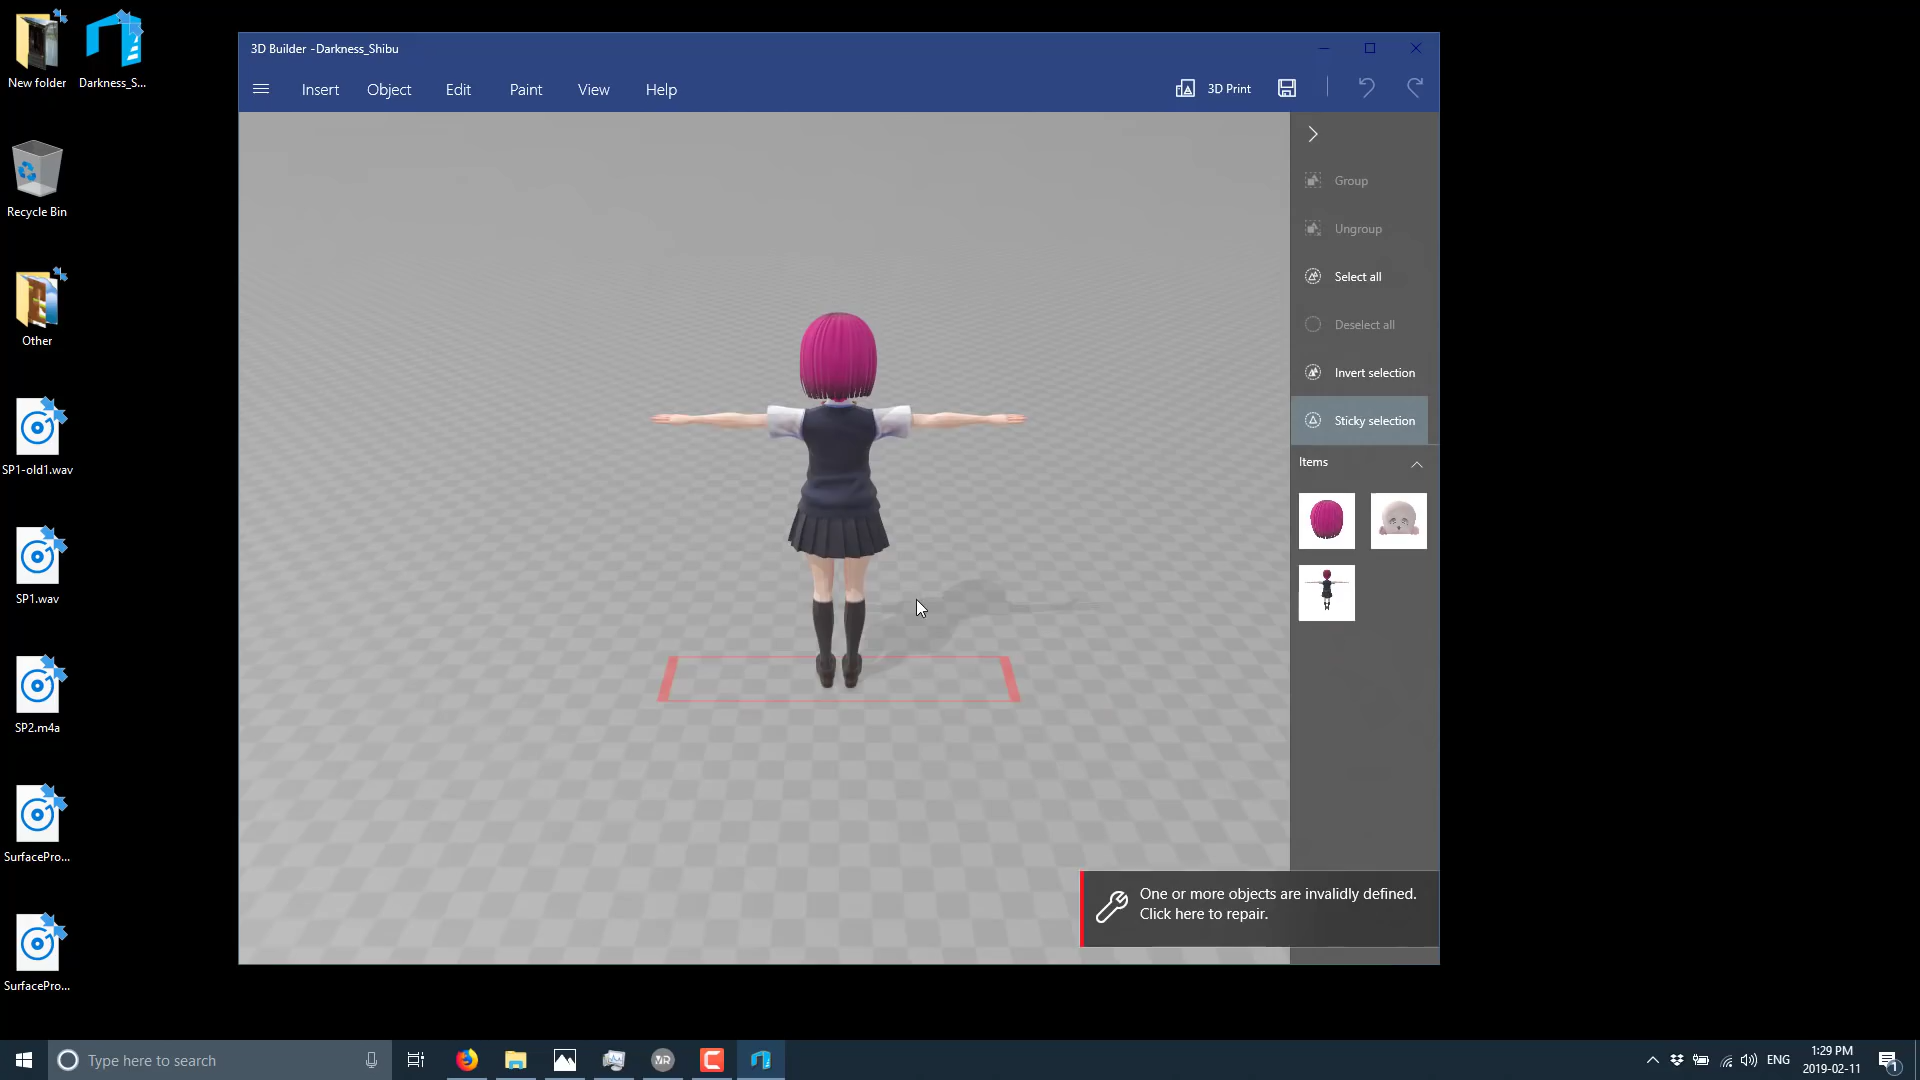 New folder
Darkness_S...
Recycle Bin
Other
SP1-old1.wav
SP1.wav
SP2.m4a
SurfacePro...
SurfacePro...
3D Builder -Darkness_Shibu
Insert
Object
Edit
Paint
View
Help
3D Print
Group
Ungroup
Select all
Deselect all
Invert selection
Sticky selection
Items
One or more objects are invalidly defined.
Click here to repair.
Type here to search
MR
ENG
1:29 PM
2019-02-11
1